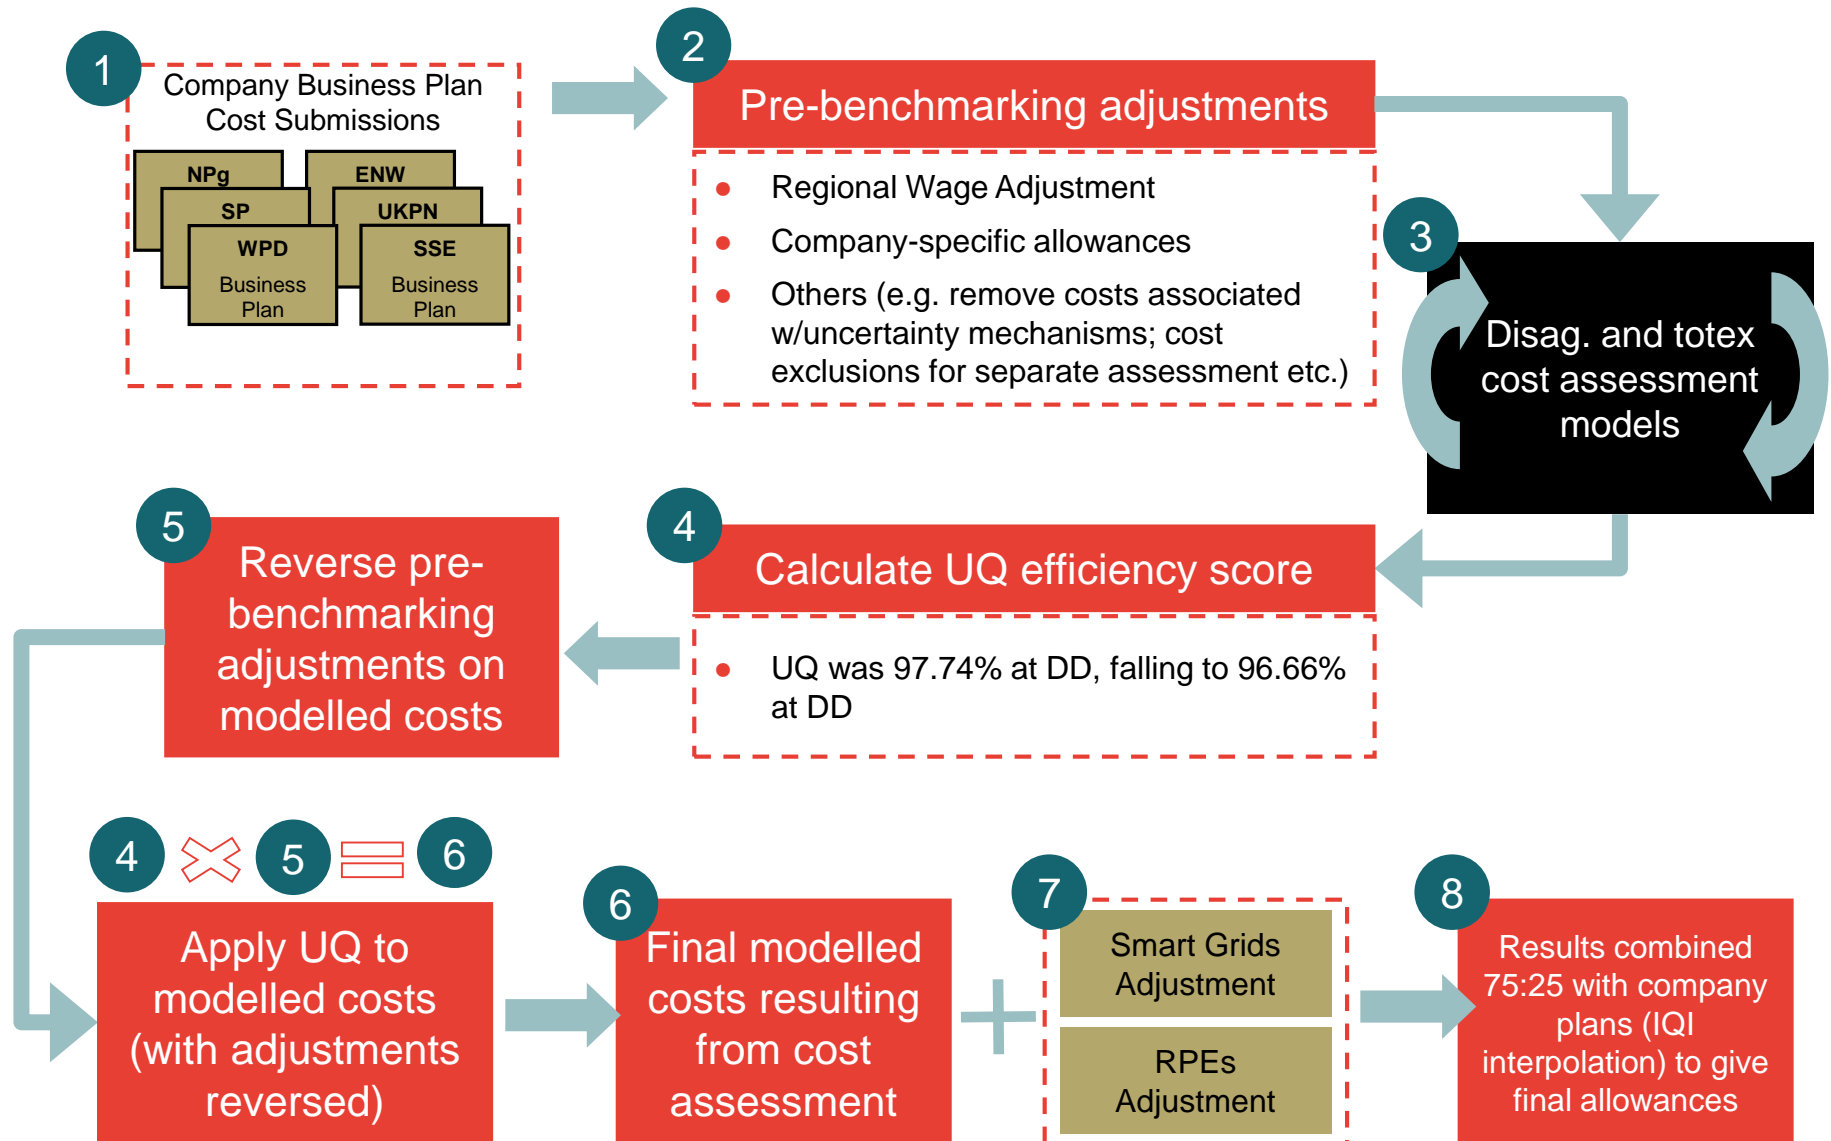 1
Company Business Plan
Cost Submissions
NPg
ENW
SP
UKPN
WPD
SSE
Business
Plan
Business
Plan
2
Pre-benchmarking adjustments
● Regional Wage Adjustment
● Company-specific allowances
● Others (e.g. remove costs associated
w/uncertainty mechanisms; cost
exclusions for separate assessment etc.)
3
Disag. and totex
cost assessment
models
4
Calculate UQ efficiency score
● UQ was 97.74% at DD, falling to 96.66%
at DD
5
Reverse pre-
benchmarking
adjustments on
modelled costs
4 5 6
Apply UQ to
modelled costs
(with adjustments
reversed)
6
Final modelled
costs resulting
from cost
assessment
7
Smart Grids
Adjustment
RPEs
Adjustment
8
Results combined
75:25 with company
plans (IQI
interpolation) to give
final allowances